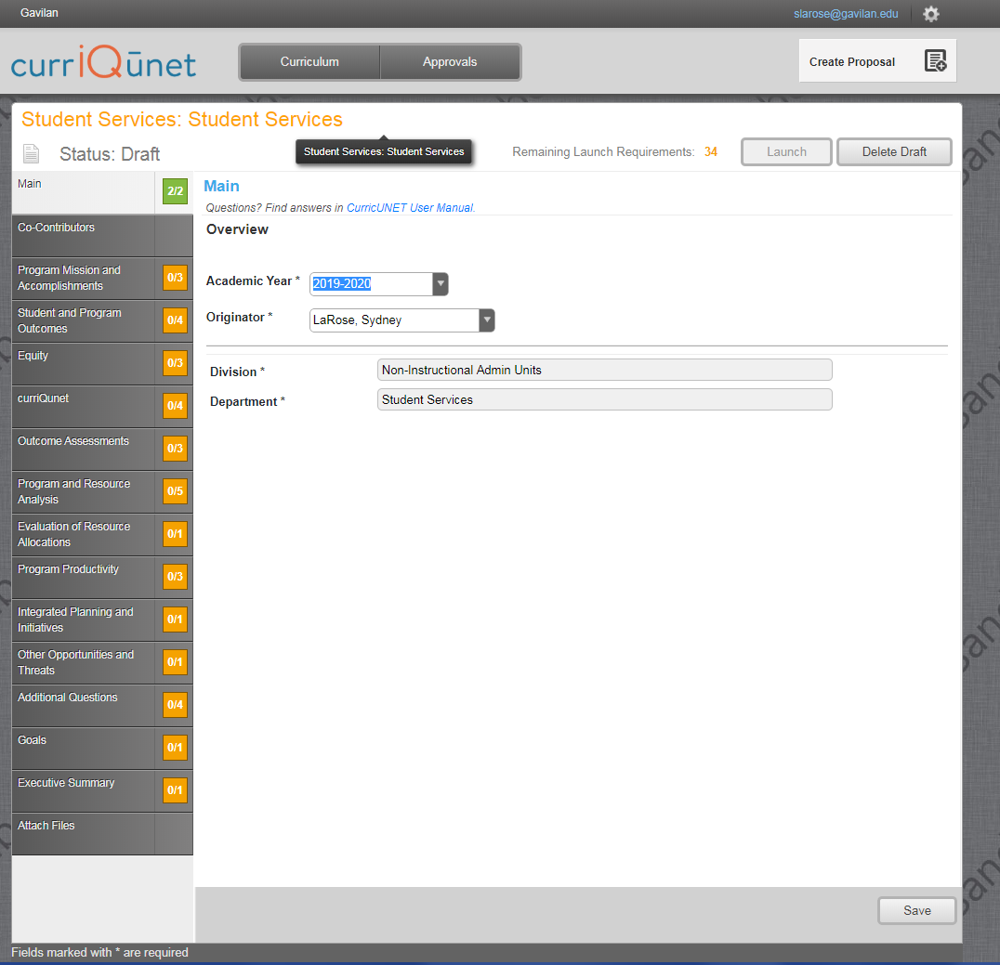 Gavilan
slarose@gavilan.edu
currIQūnet
Curriculum
Approvals
Create Proposal
Student Services: Student Services
Status: Draft
Student Services: Student Services
Remaining Launch Requirements: 34
Launch
Delete Draft
Main
2/2
Co-Contributors
Program Mission and
Accomplishments
0/3
Student and Program
Outcomes
0/4
Equity
0/3
curriQunet
0/4
Outcome Assessments
0/3
Program and Resource
Analysis
0/5
Evaluation of Resource
Allocations
0/1
Program Productivity
0/3
Integrated Planning and
Initiatives
0/1
Other Opportunities and
Threats
0/1
Additional Questions
0/4
Goals
0/1
Executive Summary
0/1
Attach Files
Main
Questions? Find answers in CurricUNET User Manual.
Overview
Academic Year *
2019-2020
Originator *
LaRose, Sydney
Division *
Non-Instructional Admin Units
Department *
Student Services
Save
Fields marked with * are required